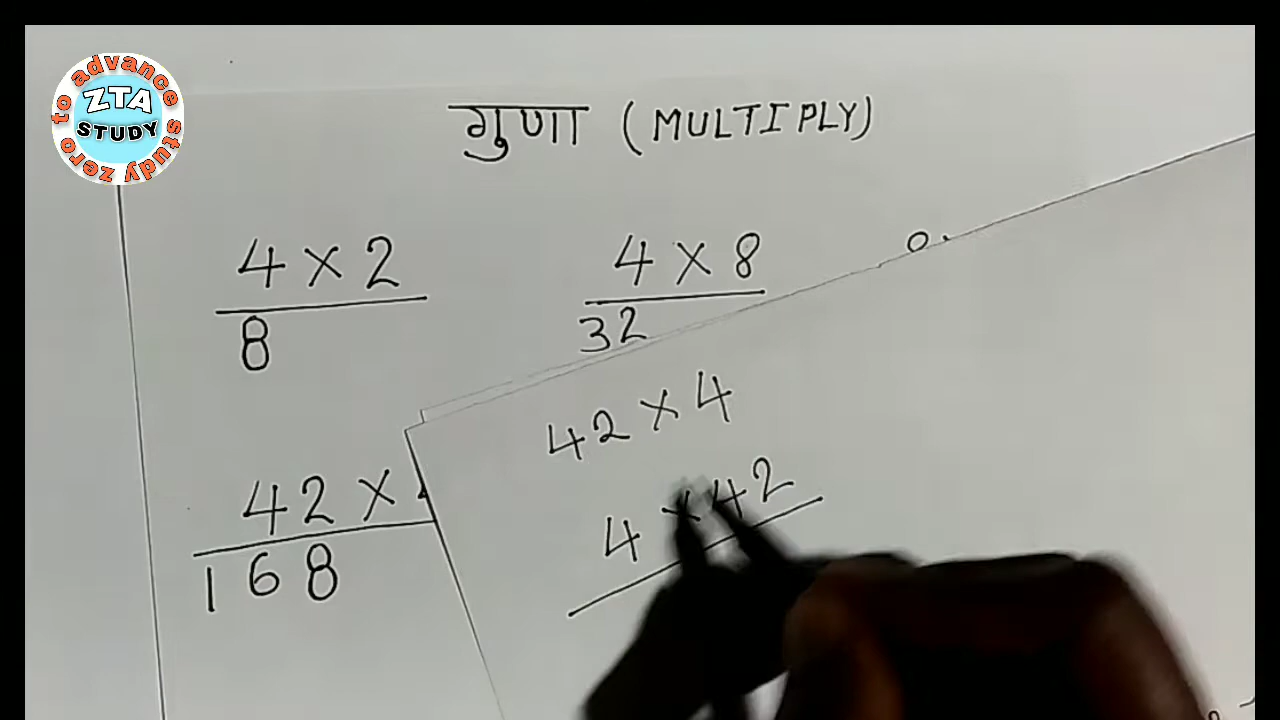 zero to advance study
ZTA
STUDY
गुणा (MULTIPLY)
4 × 2
8
4 × 8
32
0.
42 × 4
4 × 42
42 ×
168